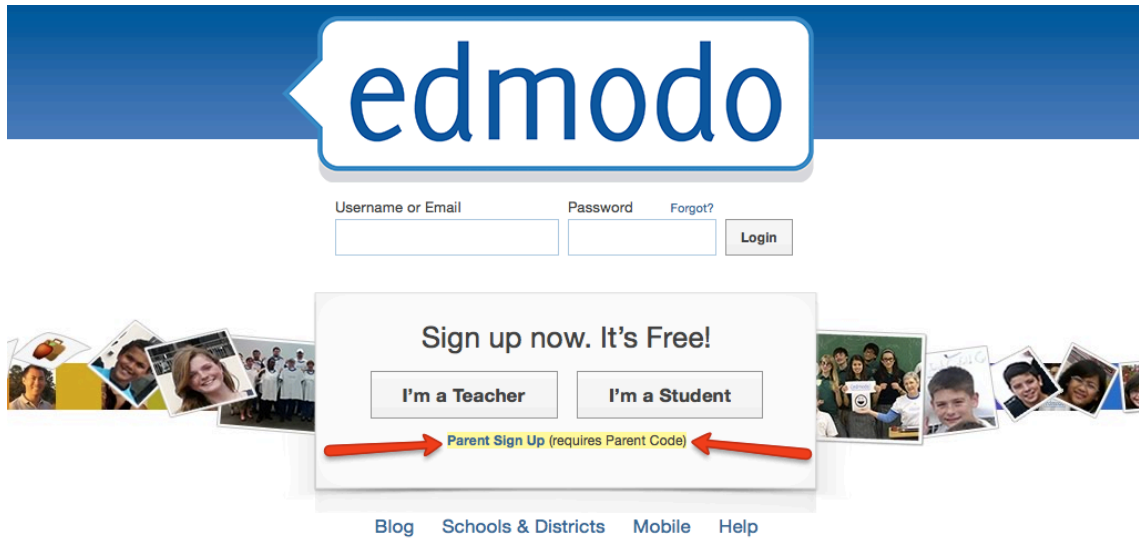 edmodo
Username or Email Password Forgot?
Login
Sign up now. It's Free!
I'm a Teacher I'm a Student
Parent Sign Up (requires Parent Code)
Blog Schools & Districts Mobile Help